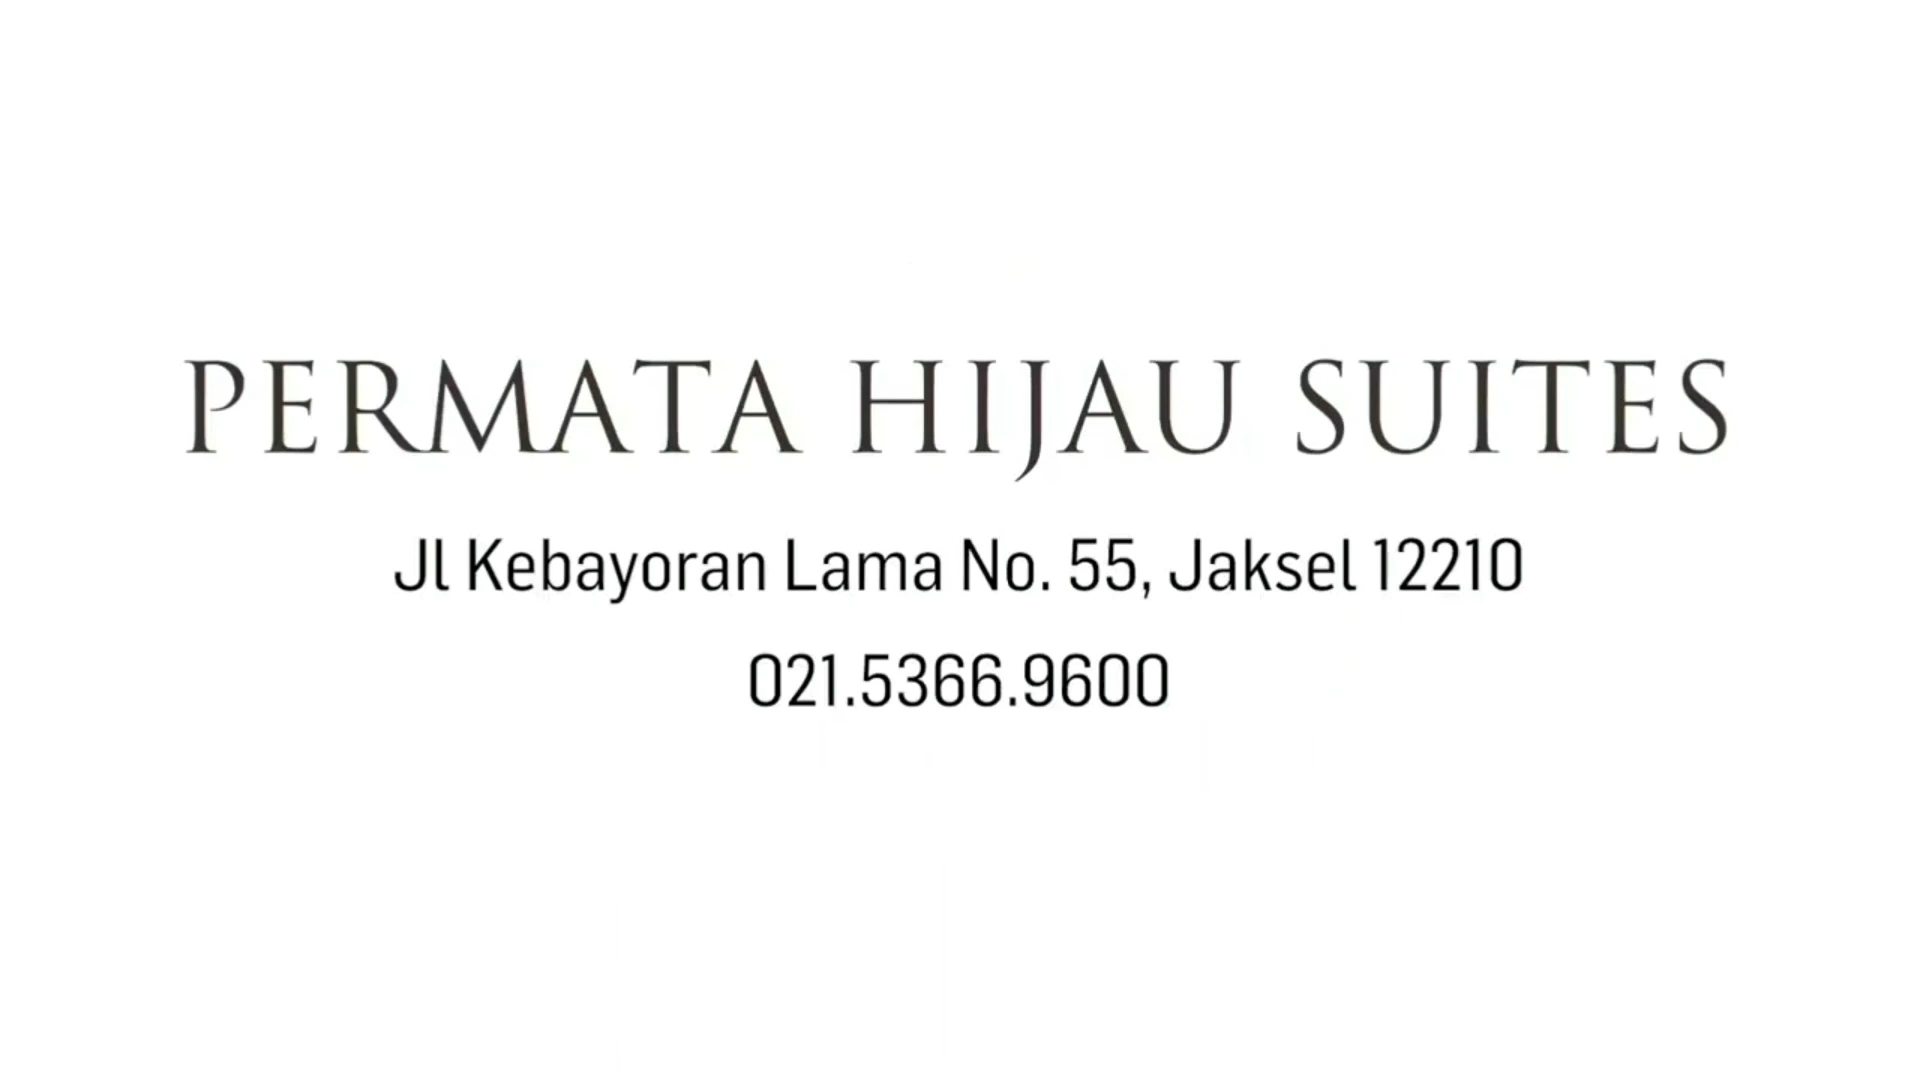 PERMATA HIJAU SUITES
Jl Kebayoran Lama No. 55, Jaksel 12210
021.5366.9600